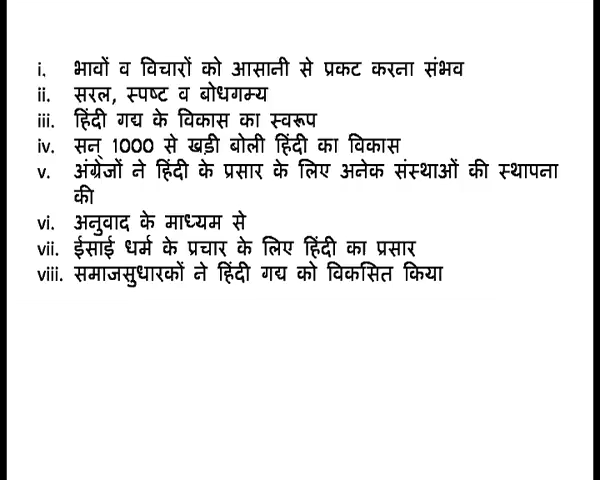 i. भावों व विचारों को आसानी से प्रकट करना संभव
ii. सरल, स्पष्ट व बोधगम्य
iii. हिंदी गद्य के विकास का स्वरूप
iv. सन् 1000 से खड़ी बोली हिंदी का विकास
v. अंग्रेजों ने हिंदी के प्रसार के लिए अनेक संस्थाओं की स्थापना
की
vi. अनुवाद के माध्यम से
vii. ईसाई धर्म के प्रचार के लिए हिंदी का प्रसार
viii. समाजसुधारकों ने हिंदी गद्य को विकसित किया